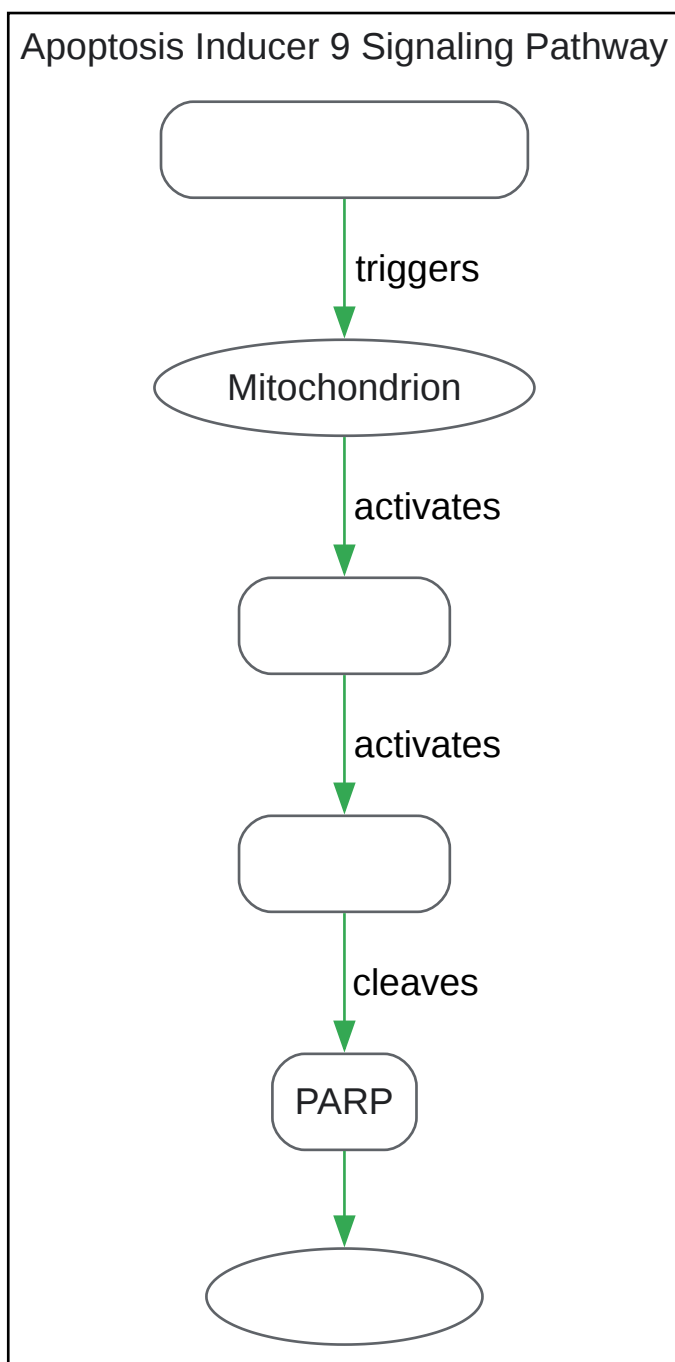 Apoptosis Inducer 9 Signaling Pathway
triggers
Mitochondrion
activates
activates
cleaves
PARP